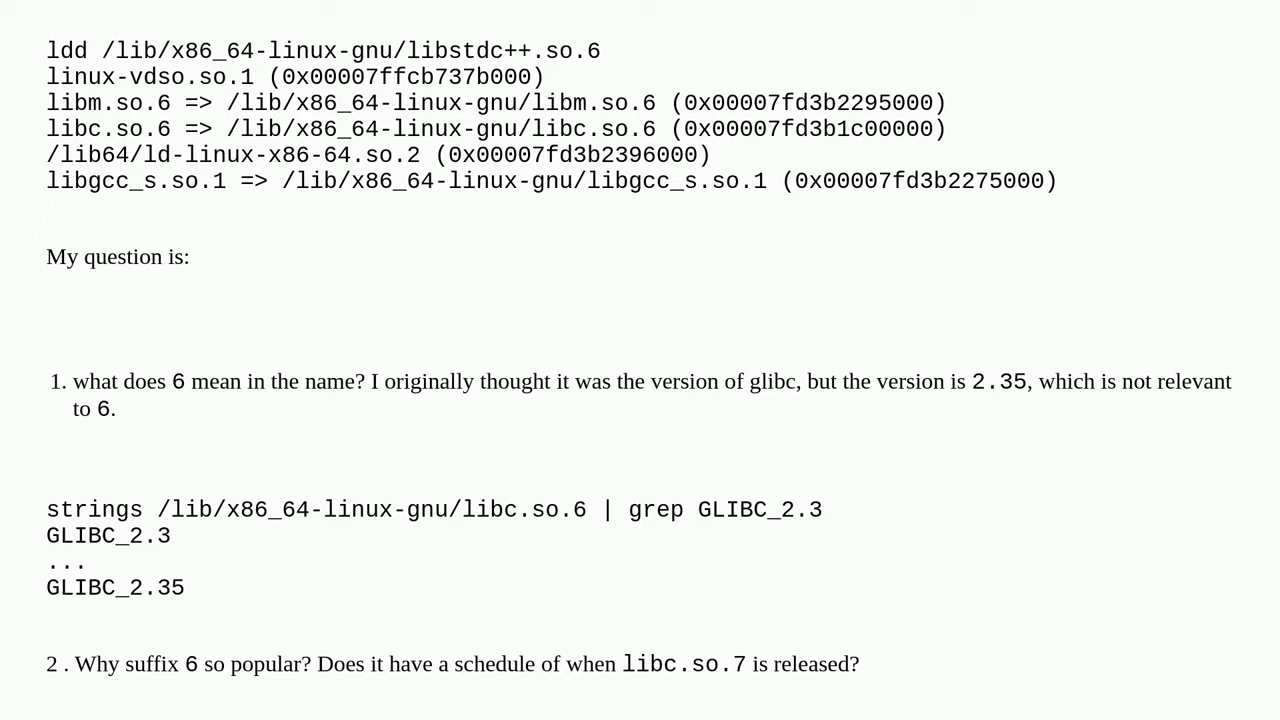 ldd /lib/x86_64-linux-gnu/libstdc++.so.6
linux-vdso.so.1 (0x00007ffcb737b000)
libm.so.6 => /lib/x86_64-linux-gnu/libm.so.6 (0x00007fd3b2295000)
libc.so.6 => /lib/x86_64-linux-gnu/libc.so.6 (0x00007fd3b1c00000)
/lib64/ld-linux-x86-64.so.2 (0x00007fd3b2396000)
libgcc_s.so.1 => /lib/x86_64-linux-gnu/libgcc_s.so.1 (0x00007fd3b2275000)
My question is:
1. what does 6 mean in the name? I originally thought it was the version of glibc, but the version is 2.35, which is not relevant
to 6.
strings /lib/x86_64-linux-gnu/libc.so.6 | grep GLIBC_2.3
GLIBC_2.3
...
GLIBC_2.35
2 . Why suffix 6 so popular? Does it have a schedule of when libc.so.7 is released?